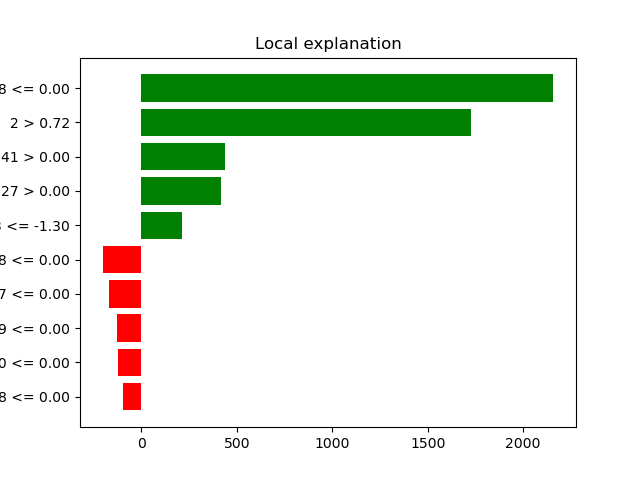 Local explanation
8 <= 0.00
2 > 0.72
41 > 0.00
27 > 0.00
<= -1.30
8 <= 0.00
7 <= 0.00
9 <= 0.00
0 <= 0.00
8 <= 0.00
0 500 1000 1500 2000